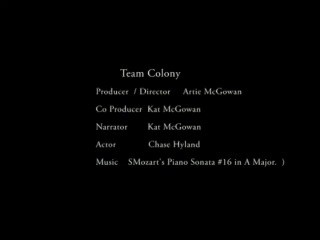 Team Colony
Producer / Director Artie McGowan
Co Producer Kat McGowan
Narrator Kat McGowan
Actor Chase Hyland
Music SMozart's Piano Sonata #16 in A Major. )